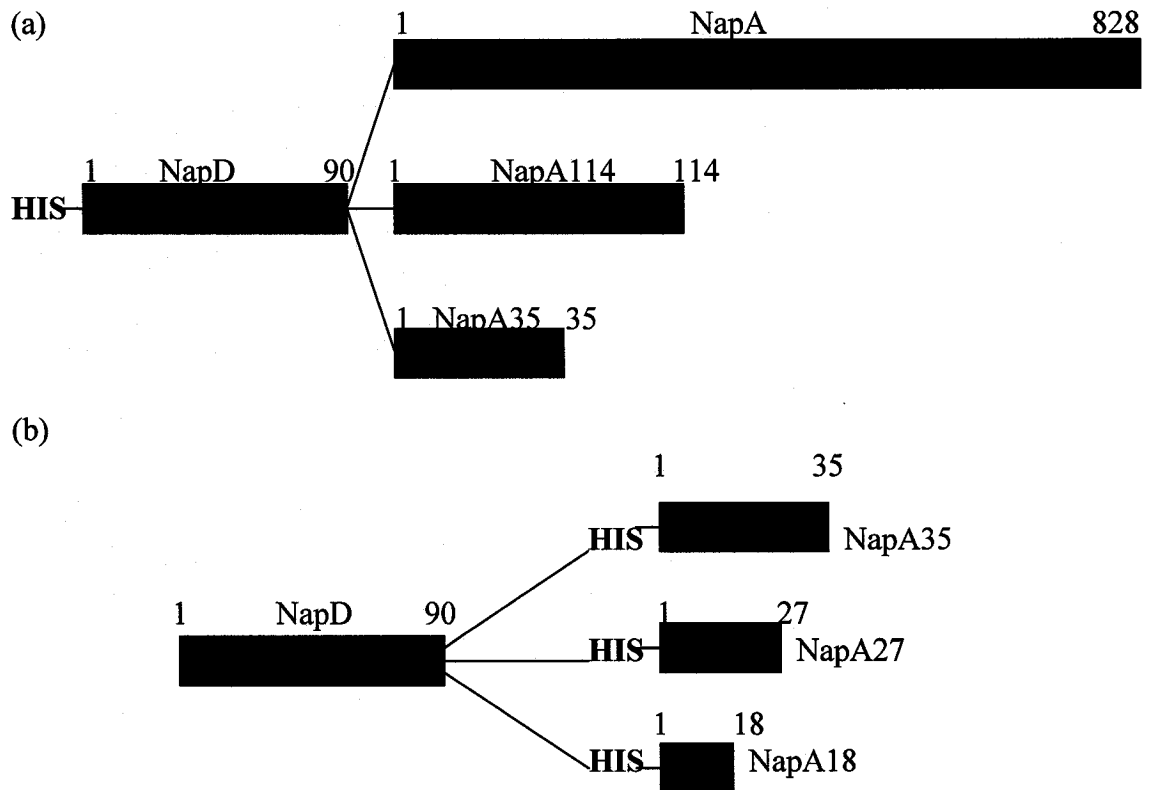 (a)
1 NapA 828
1 NapD 90 1 NapA114 114
HIS
1 NapA35 35
(b)
1 35
HIS NapA35
1 NapD 90 1 27
HIS NapA27
1 18
HIS NapA18